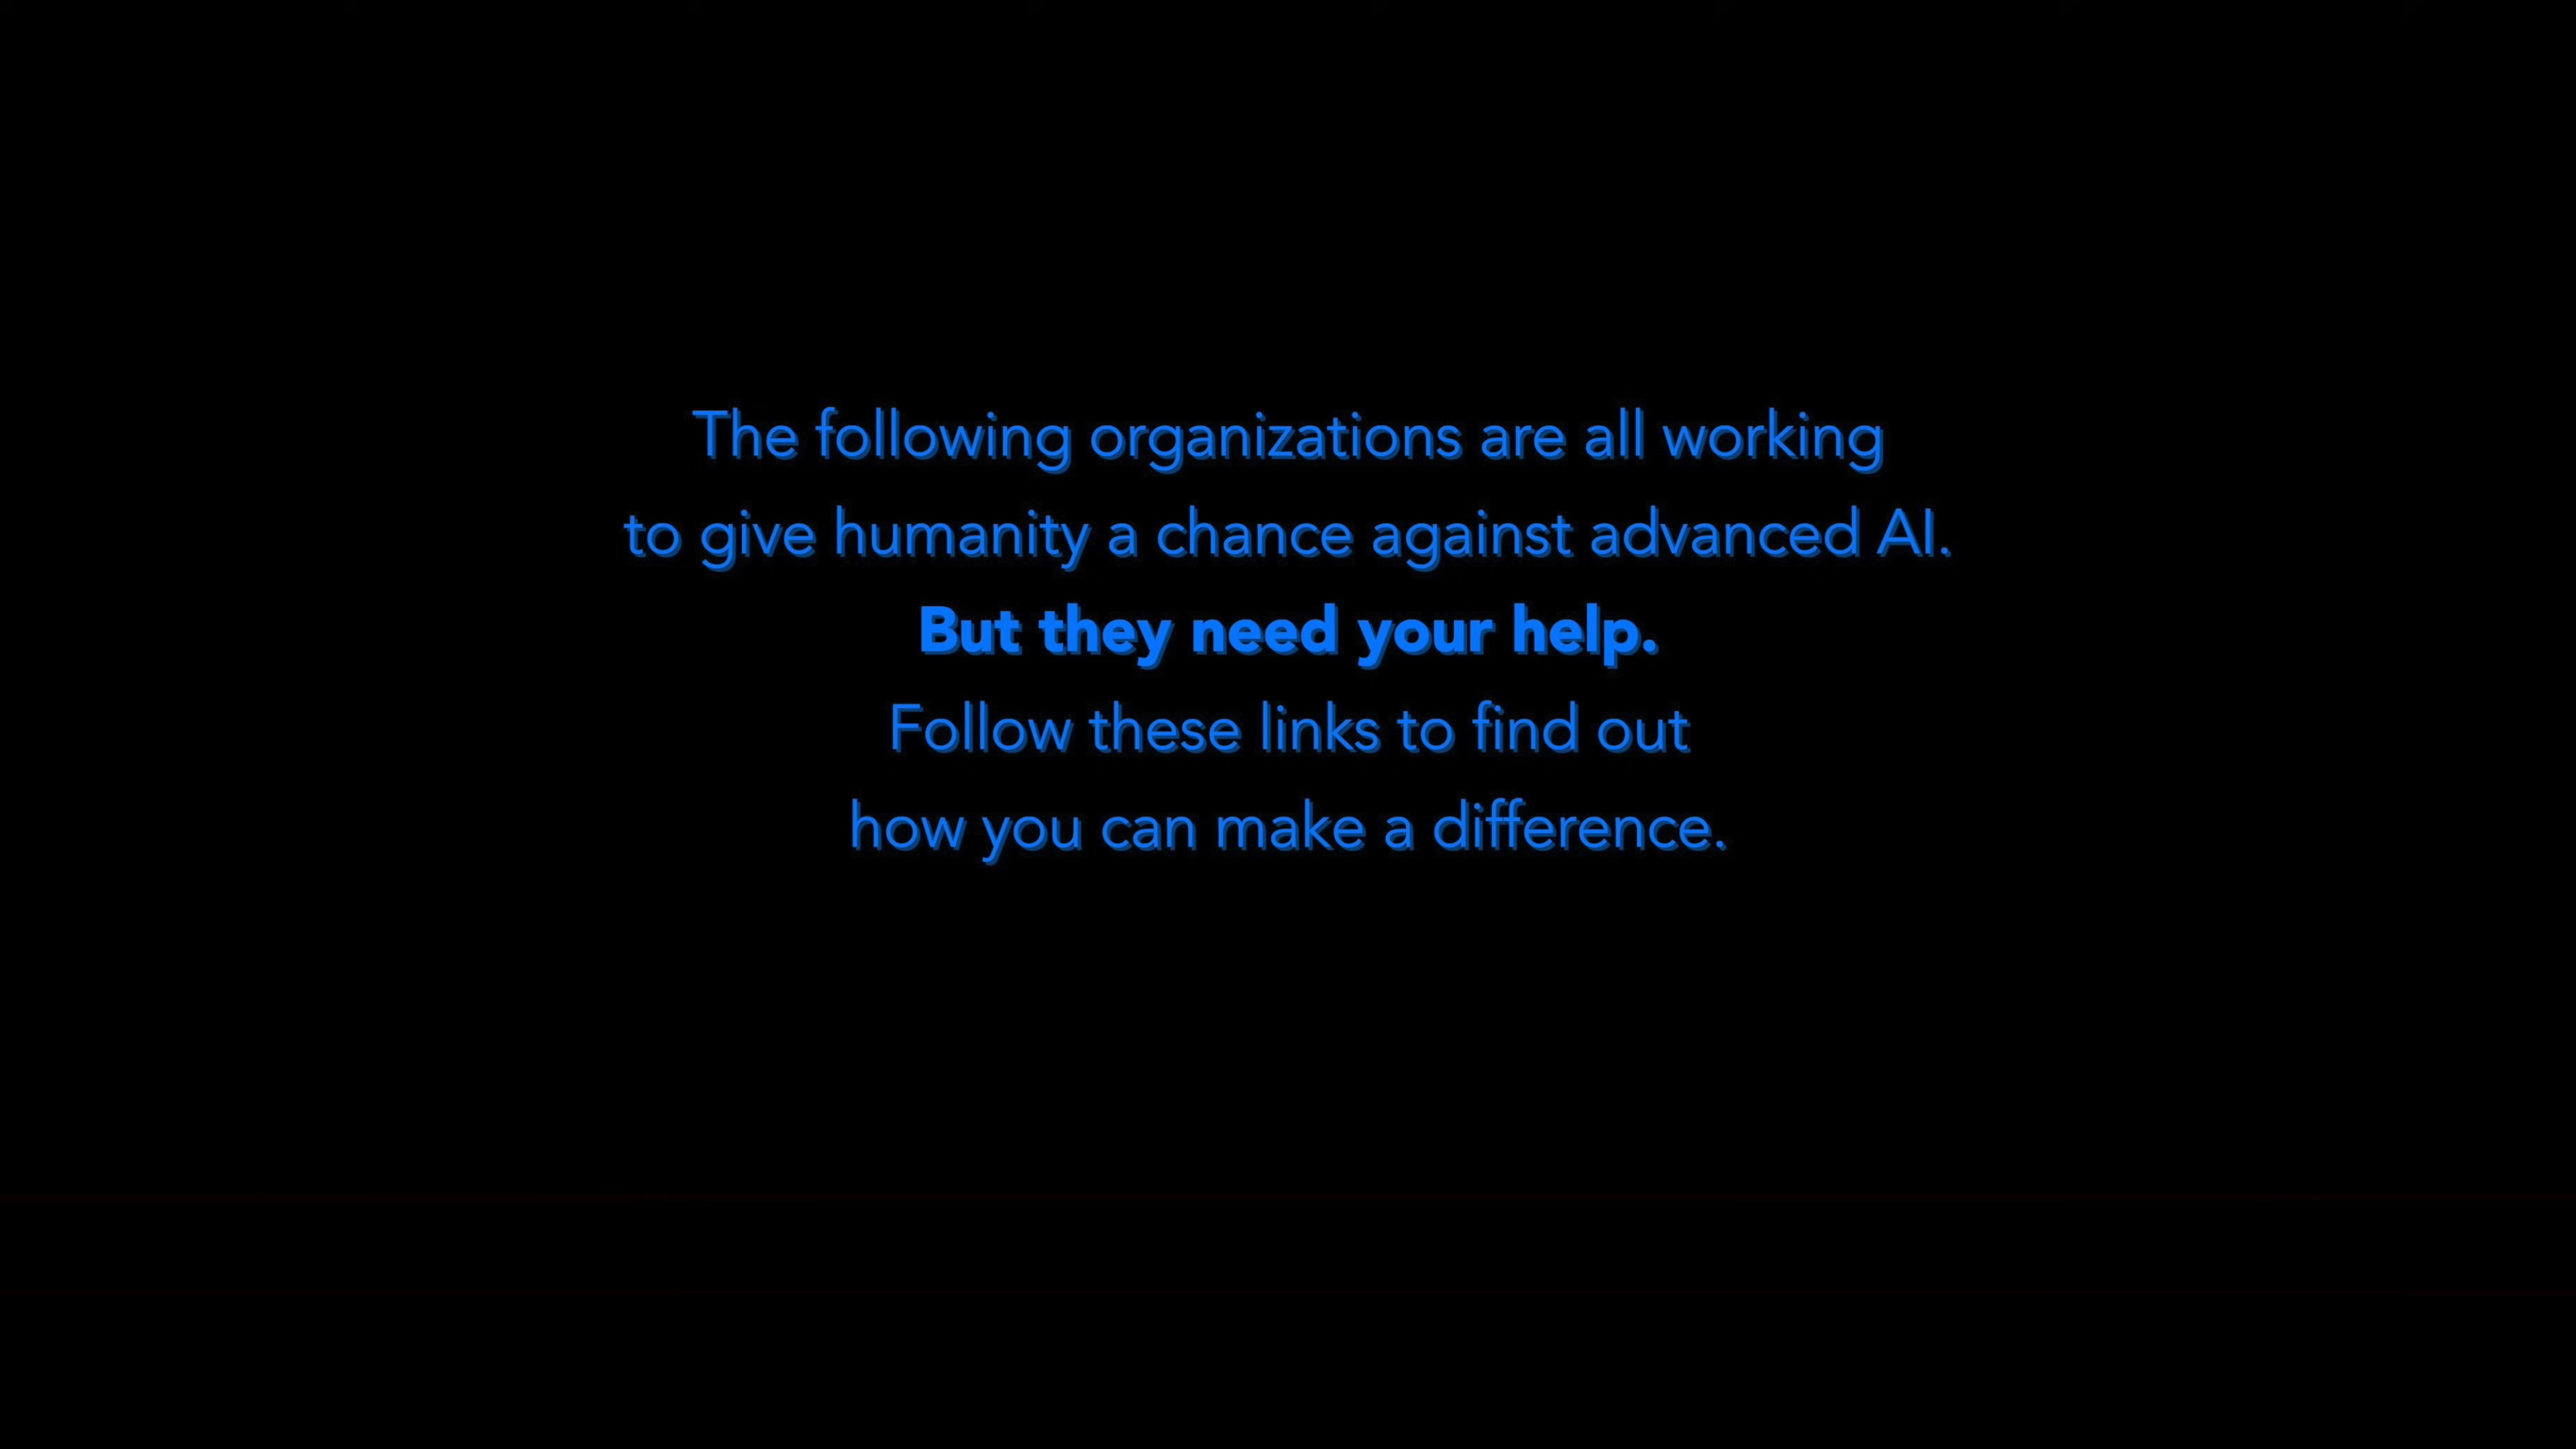 The following organizations are all working
to give humanity a chance against advanced AI.
But they need your help.
Follow these links to find out
how you can make a difference.